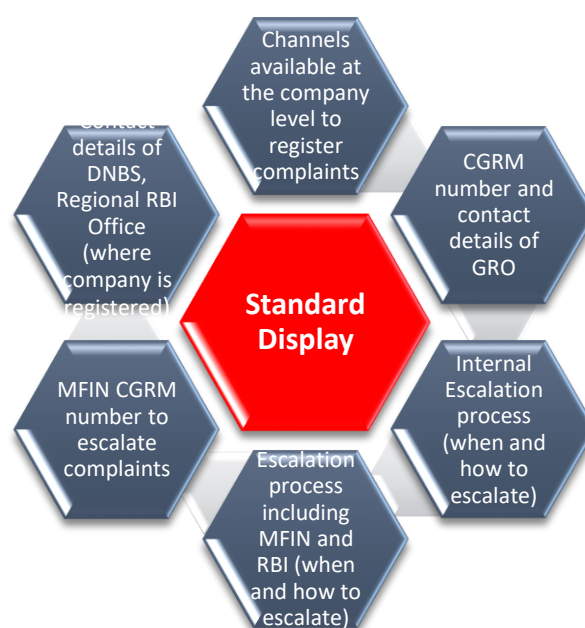 Channels
available at
the company
level to
register
complaints
CGRM
number and
contact
details of
GRO
Internal
Escalation
process
(when and
how to
escalate)
Escalation
process
including
MFIN and
RBI (when
and how to
escalate)
MFIN CGRM
number to
escalate
complaints
Contact
details of
DNBS,
Regional RBI
Office
(where
company is
registered)
Standard
Display